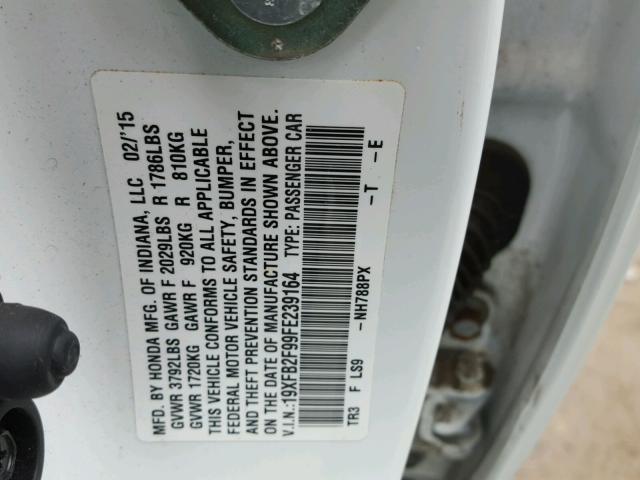 MFD. BY HONDA MFG. OF INDIANA, LLC 02/'15
GVWR 3792LBS GAWR F 2029LBS R 1786LBS
GVWR 1720KG GAWR F 920KG R 810KG
THIS VEHICLE CONFORMS TO ALL APPLICABLE
FEDERAL MOTOR VEHICLE SAFETY, BUMPER,
AND THEFT PREVENTION STANDARDS IN EFFECT
ON THE DATE OF MANUFACTURE SHOWN ABOVE.
V.I.N.:19XFB2F99FE239164 TYPE: PASSENGER CAR
TR3 F LS9 -NH788PX -T -E